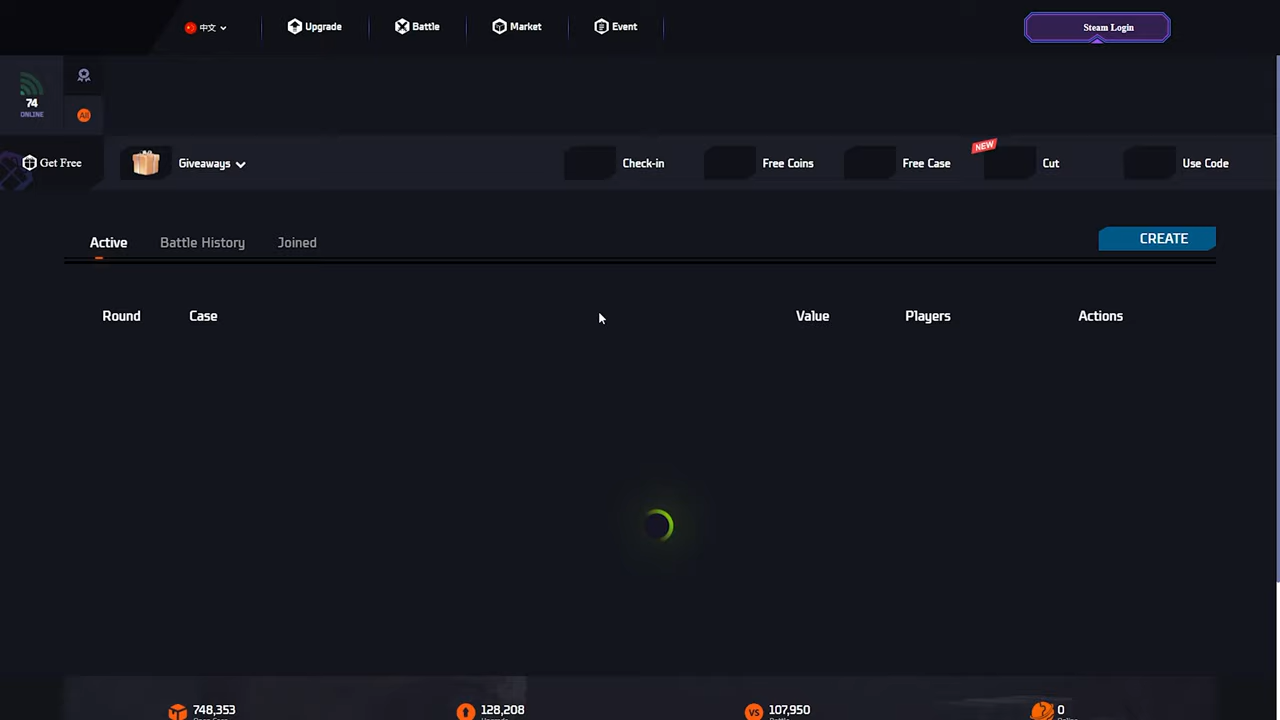 中文 Upgrade Battle Market Event Steam Login
74
ONLINE
All
Get Free Giveaways Check-in Free Coins Free Case NEW Cut Use Code
Active Battle History Joined CREATE
Round Case Value Players Actions
748,353 128,208 VS 107,950 0